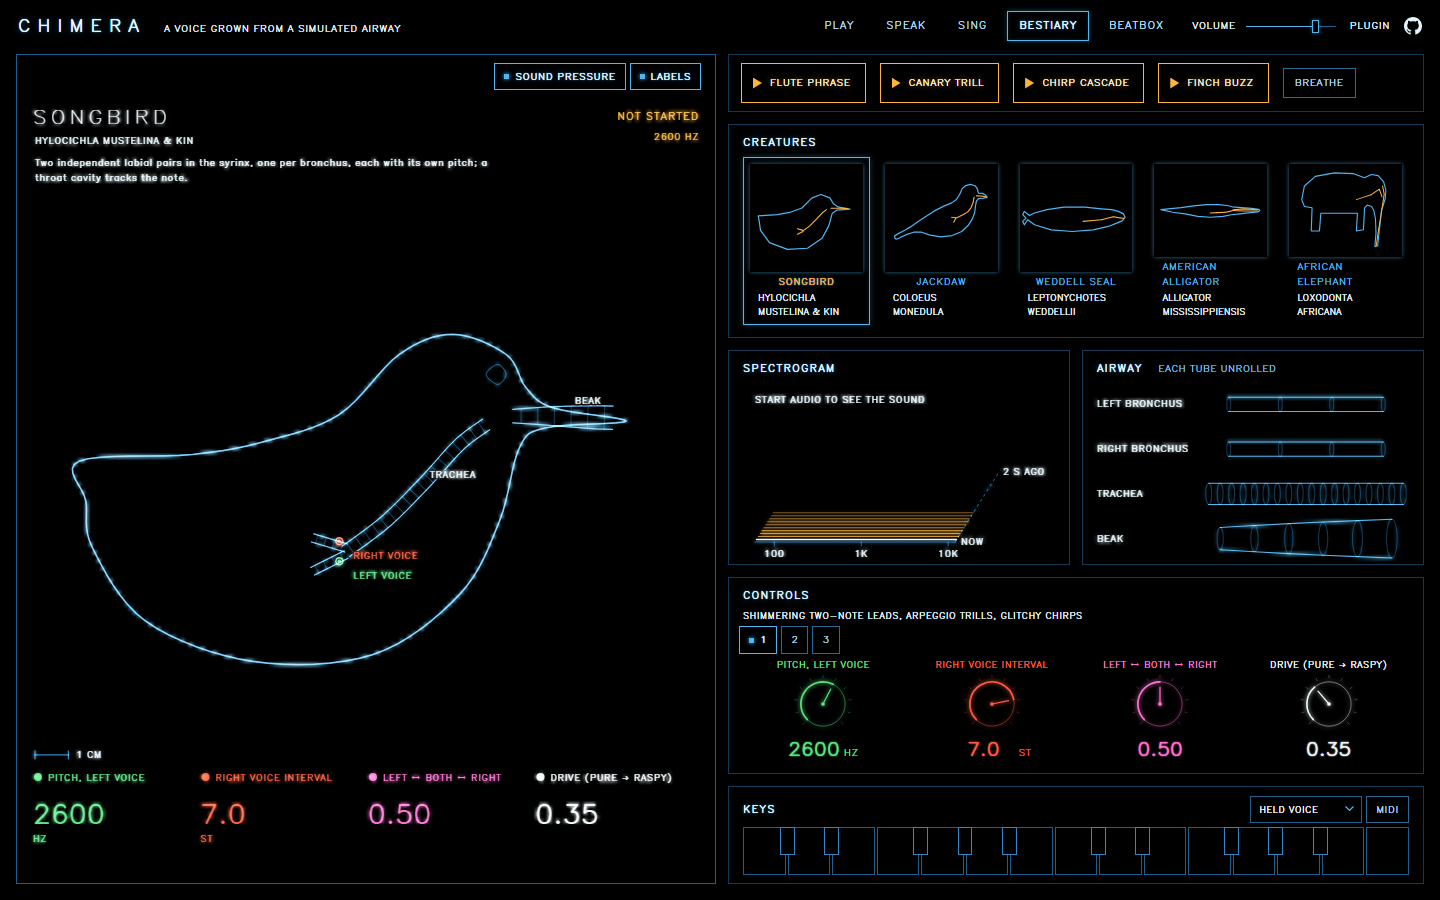 CHIMERA
A VOICE GROWN FROM A SIMULATED AIRWAY
PLAY
SPEAK
SING
BESTIARY
BEATBOX
VOLUME
PLUGIN
SOUND PRESSURE
LABELS
SONGBIRD
HYLOCICHLA MUSTELINA & KIN
Two independent labial pairs in the syrinx, one per bronchus, each with its own pitch; a
throat cavity tracks the note.
NOT STARTED
2600 HZ
BEAK
TRACHEA
RIGHT VOICE
LEFT VOICE
1 CM
PITCH, LEFT VOICE
2600
HZ
RIGHT VOICE INTERVAL
7.0
ST
LEFT ↔ BOTH ↔ RIGHT
0.50
DRIVE (PURE → RASPY)
0.35
FLUTE PHRASE
CANARY TRILL
CHIRP CASCADE
FINCH BUZZ
BREATHE
CREATURES
SONGBIRD
HYLOCICHLA
MUSTELINA & KIN
JACKDAW
COLOEUS
MONEDULA
WEDDELL SEAL
LEPTONYCHOTES
WEDDELLII
AMERICAN
ALLIGATOR
ALLIGATOR
MISSISSIPPIENSIS
AFRICAN
ELEPHANT
LOXODONTA
AFRICANA
SPECTROGRAM
START AUDIO TO SEE THE SOUND
2 S AGO
NOW
100
1K
10K
AIRWAY
EACH TUBE UNROLLED
LEFT BRONCHUS
RIGHT BRONCHUS
TRACHEA
BEAK
CONTROLS
SHIMMERING TWO-NOTE LEADS, ARPEGGIO TRILLS, GLITCHY CHIRPS
1
2
3
PITCH, LEFT VOICE
2600 HZ
RIGHT VOICE INTERVAL
7.0 ST
LEFT ↔ BOTH ↔ RIGHT
0.50
DRIVE (PURE → RASPY)
0.35
KEYS
HELD VOICE
MIDI